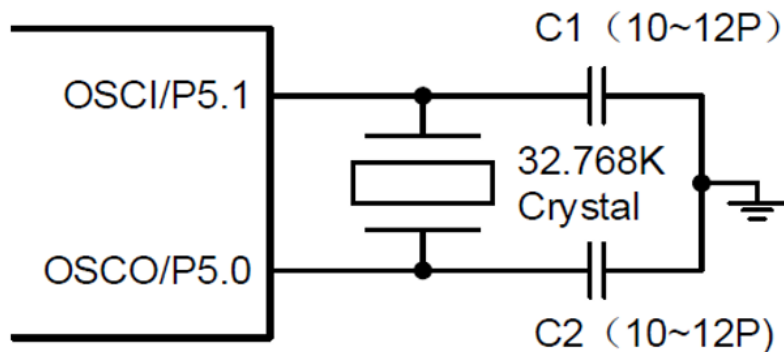 C1（10~12P）
OSCI/P5.1
32.768K
Crystal
OSCO/P5.0
C2（10~12P)